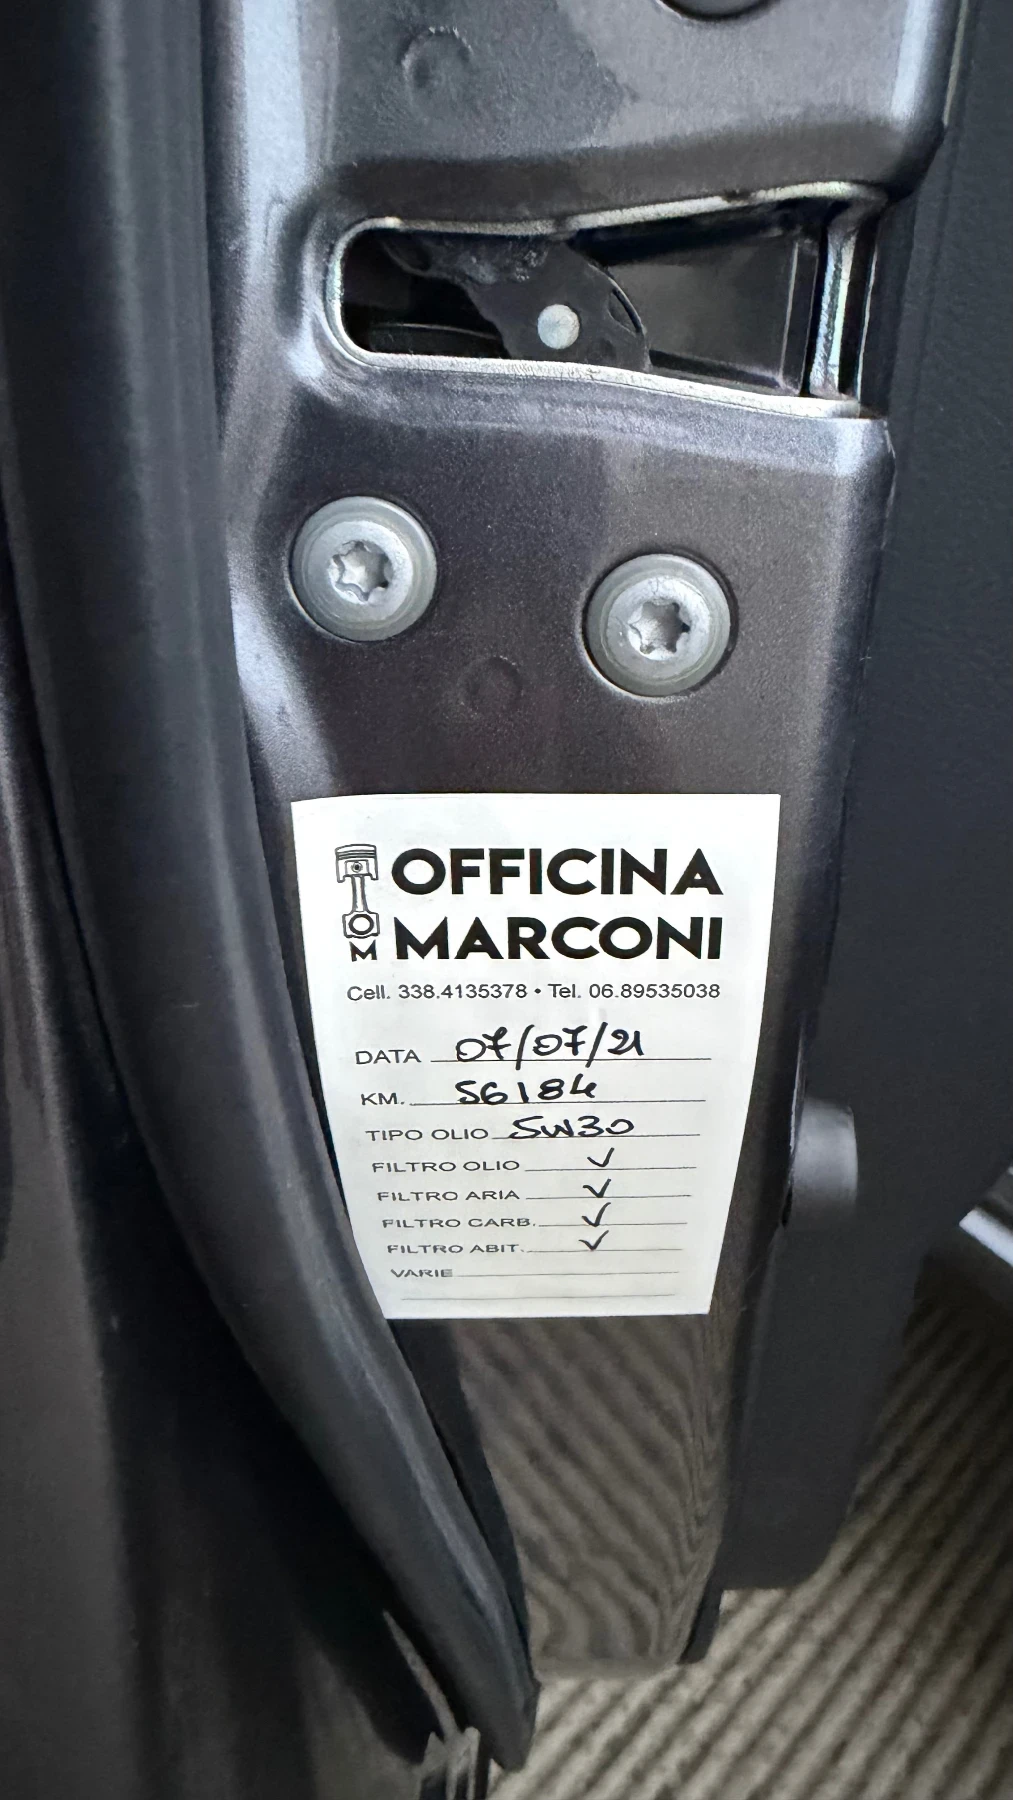 OFFICINA
M MARCONI
Cell. 338.4135378 • Tel. 06.89535038
DATA 07/07/21
KM. 56184
TIPO OLIO 5W30
FILTRO OLIO ✓
FILTRO ARIA ✓
FILTRO CARB. ✓
FILTRO ABIT. ✓
VARIE